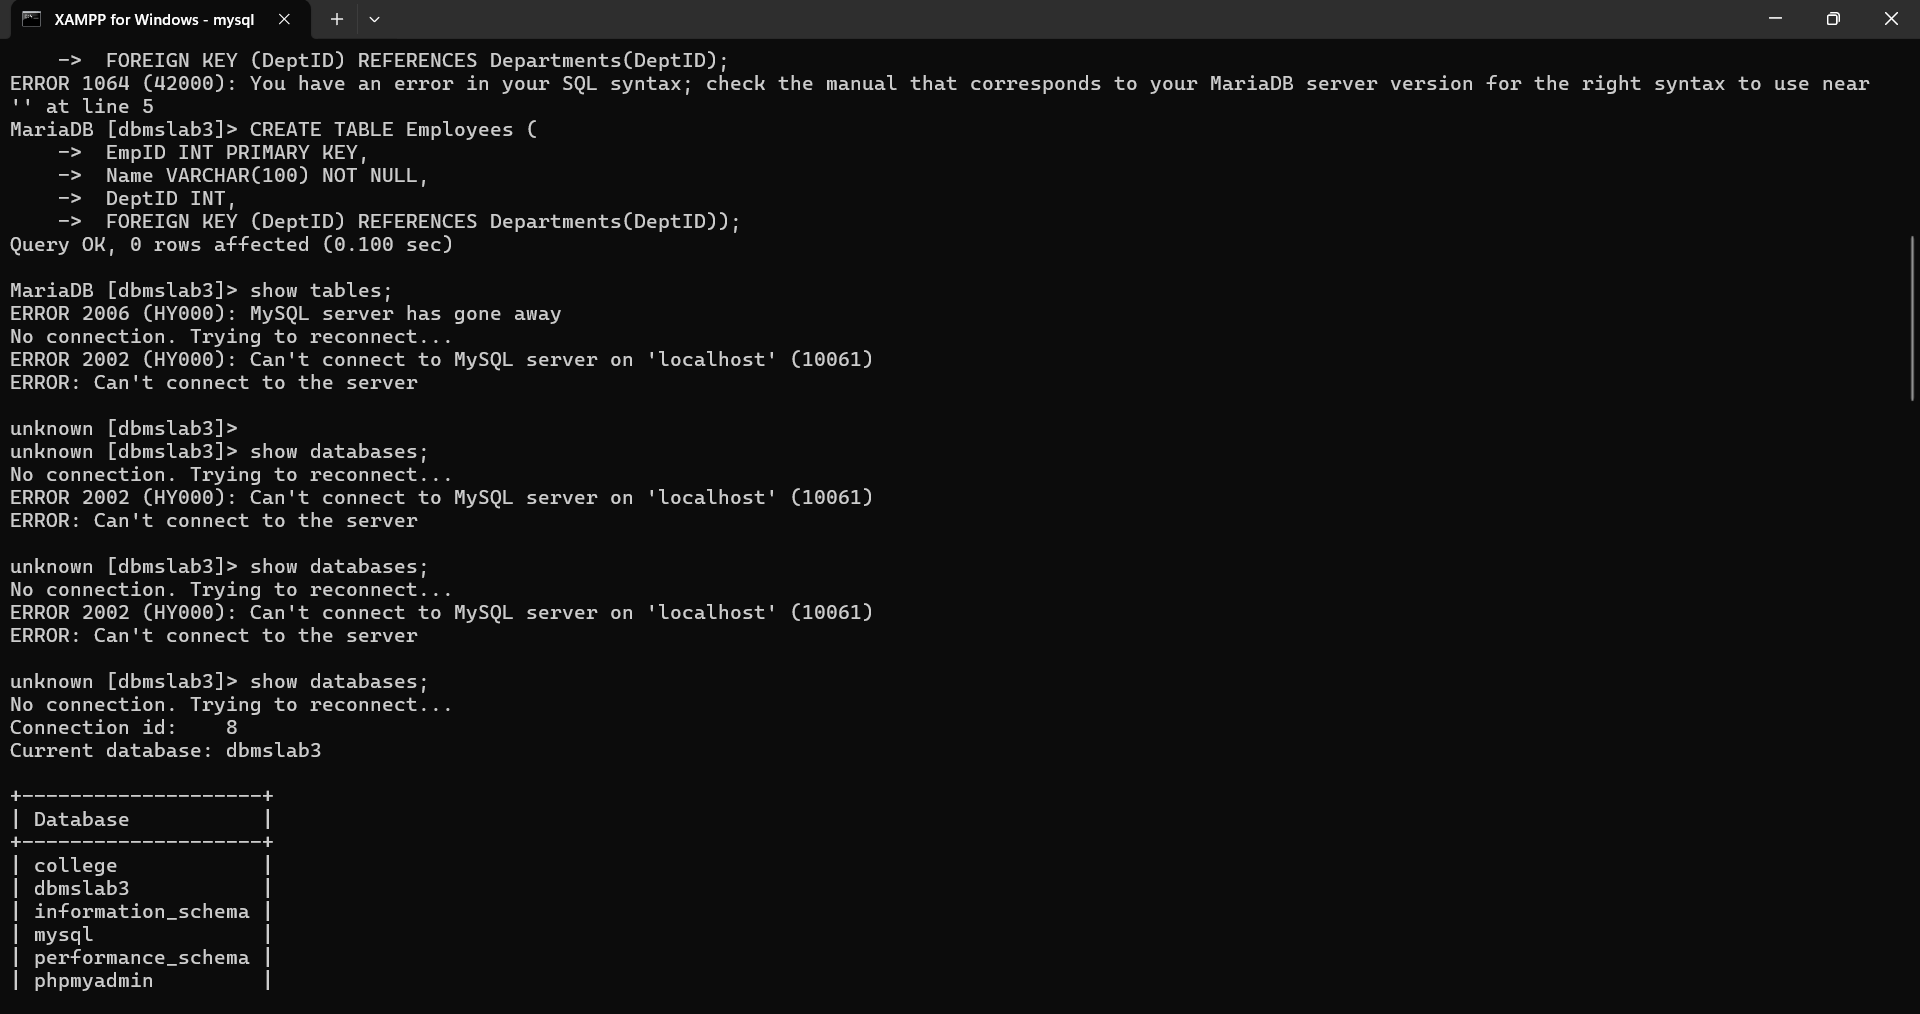 XAMPP for Windows - mysql
-> FOREIGN KEY (DeptID) REFERENCES Departments(DeptID);
ERROR 1064 (42000): You have an error in your SQL syntax; check the manual that corresponds to your MariaDB server version for the right syntax to use near
'' at line 5
MariaDB [dbmslab3]> CREATE TABLE Employees (
-> EmpID INT PRIMARY KEY,
-> Name VARCHAR(100) NOT NULL,
-> DeptID INT,
-> FOREIGN KEY (DeptID) REFERENCES Departments(DeptID));
Query OK, 0 rows affected (0.100 sec)
MariaDB [dbmslab3]> show tables;
ERROR 2006 (HY000): MySQL server has gone away
No connection. Trying to reconnect...
ERROR 2002 (HY000): Can't connect to MySQL server on 'localhost' (10061)
ERROR: Can't connect to the server
unknown [dbmslab3]>
unknown [dbmslab3]> show databases;
No connection. Trying to reconnect...
ERROR 2002 (HY000): Can't connect to MySQL server on 'localhost' (10061)
ERROR: Can't connect to the server
unknown [dbmslab3]> show databases;
No connection. Trying to reconnect...
ERROR 2002 (HY000): Can't connect to MySQL server on 'localhost' (10061)
ERROR: Can't connect to the server
unknown [dbmslab3]> show databases;
No connection. Trying to reconnect...
Connection id:    8
Current database: dbmslab3
+--------------------+
| Database           |
+--------------------+
| college            |
| dbmslab3           |
| information_schema |
| mysql              |
| performance_schema |
| phpmyadmin         |